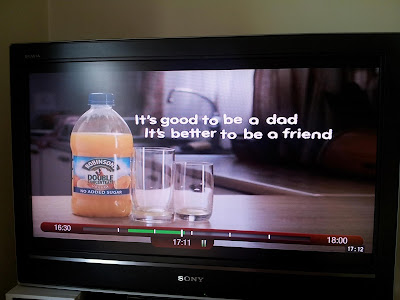 SONY
It's good to be a dad
It's better to be a friend
ROBINSONS
DOUBLE
NO ADDED SUGAR
16:30
17:11
18:00
17:12
SONY